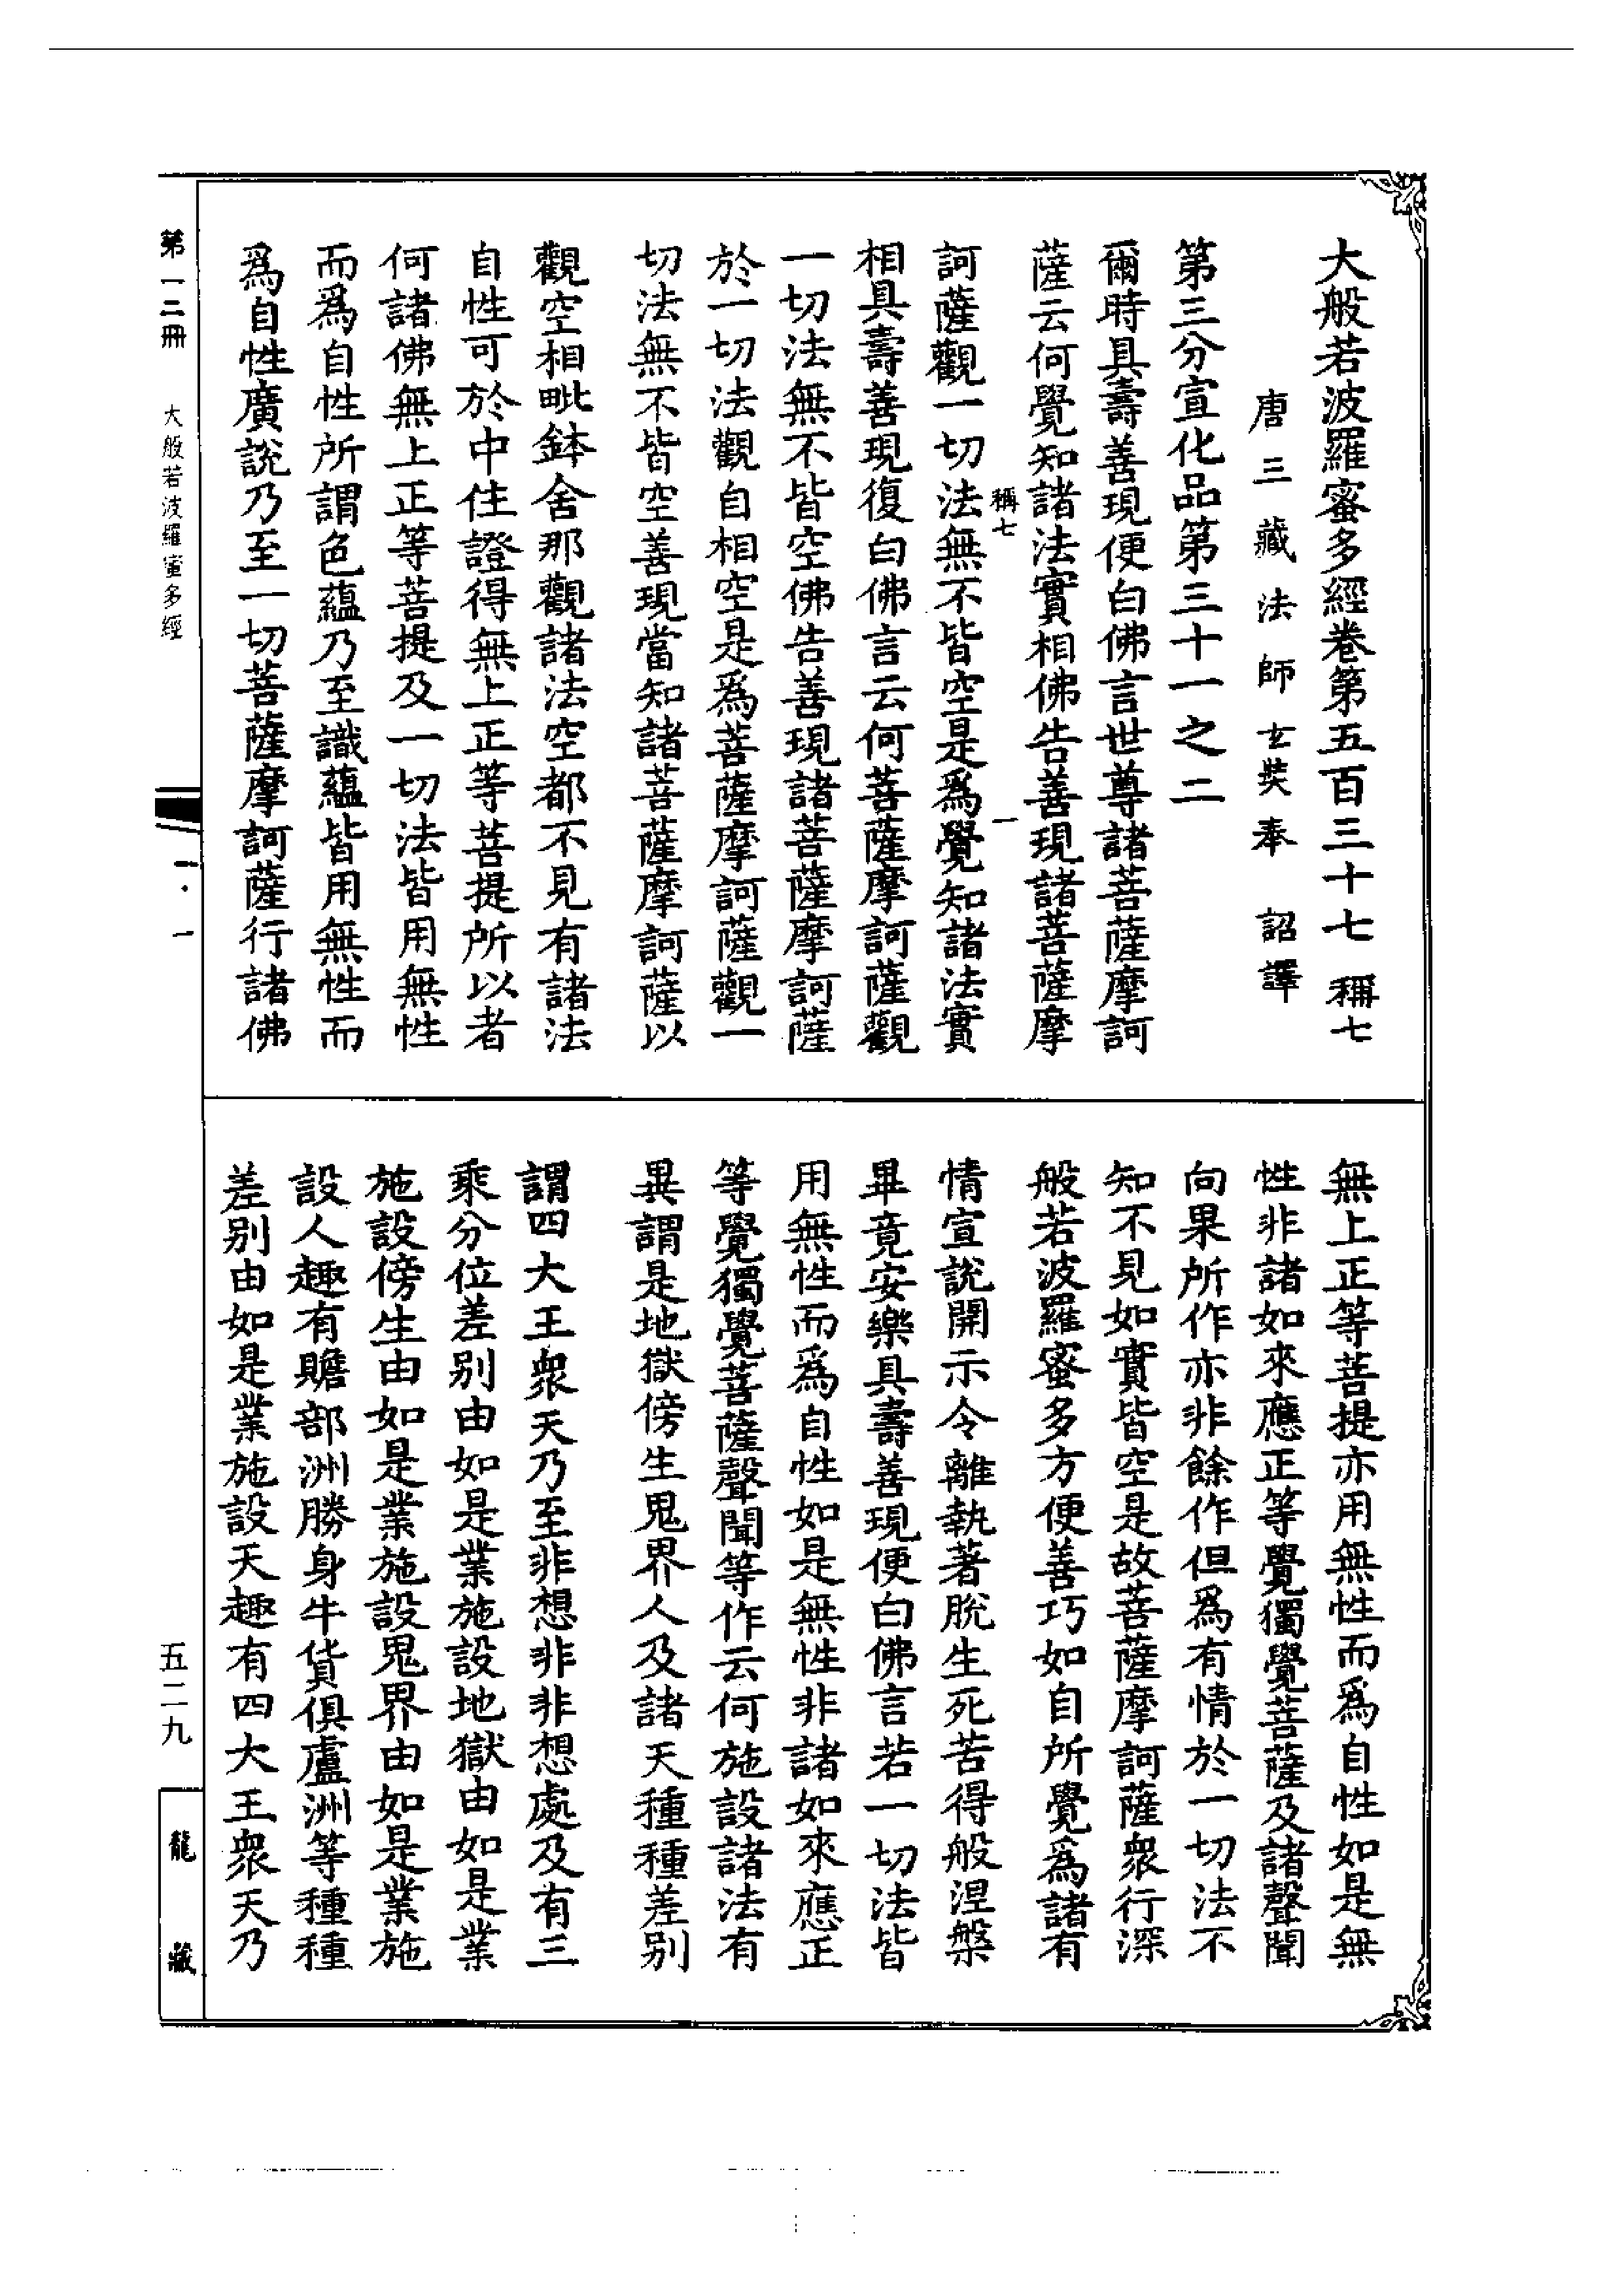 大般若波羅蜜多經卷第五百三十七 稱七
唐三藏法師玄奘奉 詔譯
第三分宣化品第三十一之二
爾時具壽善現便白佛言世尊諸菩薩摩訶
薩云何覺知諸法實相佛告善現諸菩薩摩
稱七 一
訶薩觀一切法無不皆空是爲覺知諸法實
相具壽善現復白佛言云何菩薩摩訶薩觀
一切法無不皆空佛告善現諸菩薩摩訶薩
於一切法觀自相空是爲菩薩摩訶薩觀一
切法無不皆空善現當知諸菩薩摩訶薩以
觀空相毗鉢舍那觀諸法空都不見有諸法
自性可於中住證得無上正等菩提所以者
何諸佛無上正等菩提及一切法皆用無性
而爲自性所謂色蘊乃至識蘊皆用無性而
爲自性廣說乃至一切菩薩摩訶薩行諸佛
無上正等菩提亦用無性而爲自性如是無
性非諸如來應正等覺獨覺菩薩及諸聲聞
向果所作亦非餘作但爲有情於一切法不
知不見如實皆空是故菩薩摩訶薩衆行深
般若波羅蜜多方便善巧如自所覺爲諸有
情宣說開示令離執著脫生死苦得般涅槃
畢竟安樂具壽善現便白佛言若一切法皆
用無性而爲自性如是無性非諸如來應正
等覺獨覺菩薩聲聞等作云何施設諸法有
異謂是地獄傍生鬼界人及諸天種種差別
謂四大王衆天乃至非想非非想處及有三
乘分位差別由如是業施設地獄由如是業
施設傍生由如是業施設鬼界由如是業施
設人趣有贍部洲勝身牛貨俱盧洲等種種
差別由如是業施設天趣有四大王衆天乃
第一二冊 大般若波羅蜜多經
一·一
五二九
龍藏